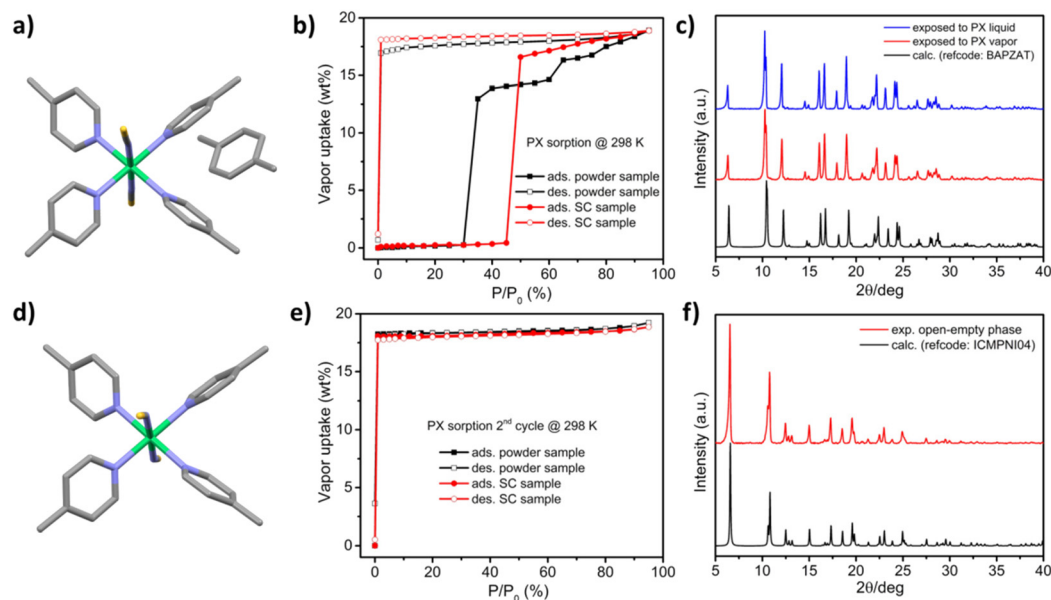 a)
b)
Vapor uptake (wt%)
20
15
10
5
0
PX sorption @ 298 K
ads. powder sample
des. powder sample
ads. SC sample
des. SC sample
0 20 40 60 80 100
P/P0 (%)
c)
Intensity (a.u.)
exposed to PX liquid
exposed to PX vapor
calc. (refcode: BAPZAT)
5 10 15 20 25 30 35 40
2θ/deg
d)
e)
Vapor uptake (wt%)
20
15
10
5
0
PX sorption 2nd cycle @ 298 K
ads. powder sample
des. powder sample
ads. SC sample
des. SC sample
0 20 40 60 80 100
P/P0 (%)
f)
Intensity (a.u.)
exp. open-empty phase
calc. (refcode: ICMPNI04)
5 10 15 20 25 30 35 40
2θ/deg